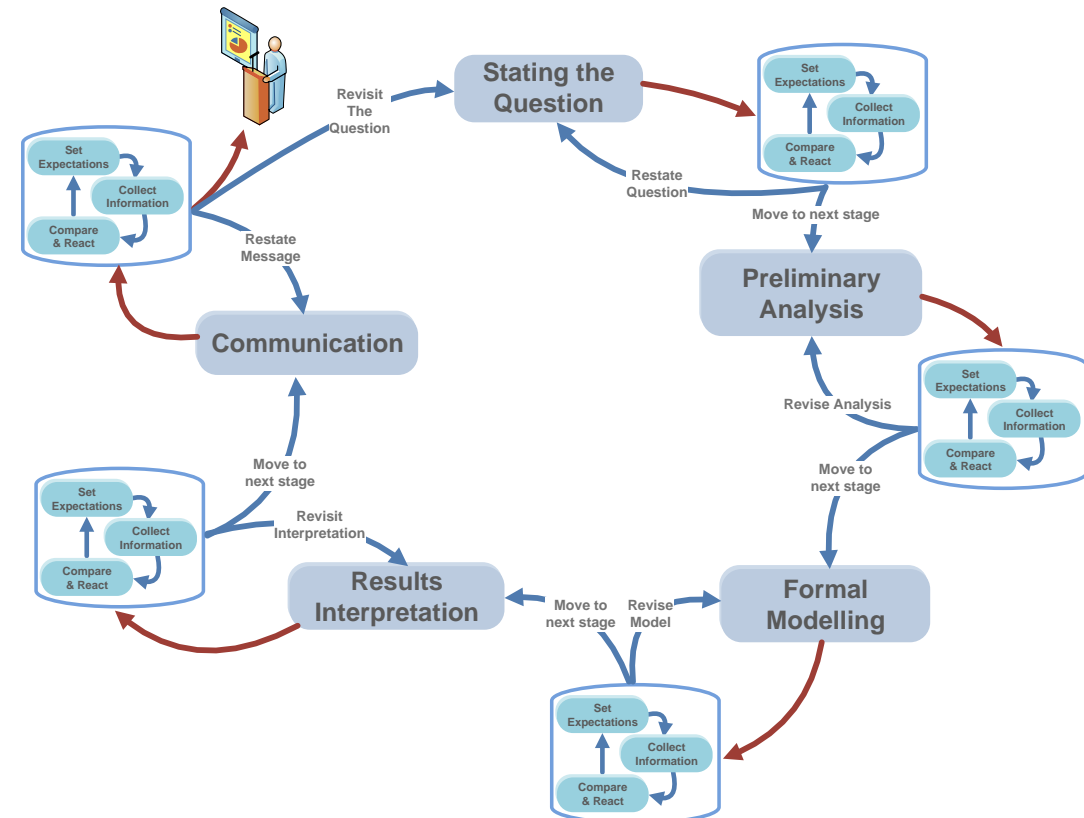 Stating the
Question
Set
Expectations
Collect
Information
Compare
& React
Restate
Question
Move to next stage
Preliminary
Analysis
Set
Expectations
Collect
Information
Compare
& React
Revise Analysis
Move to
next stage
Formal
Modelling
Set
Expectations
Collect
Information
Compare
& React
Revise
Model
Move to
next stage
Results
Interpretation
Set
Expectations
Collect
Information
Compare
& React
Revisit
Interpretation
Move to
next stage
Communication
Set
Expectations
Collect
Information
Compare
& React
Restate
Message
Revisit
The
Question